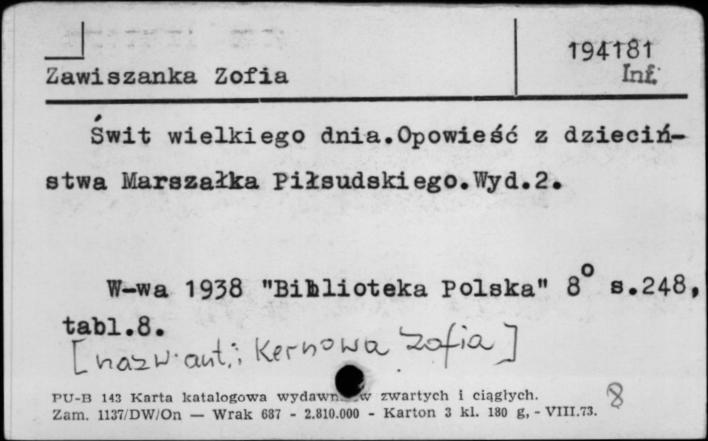 194181
Zawiszanka Zofia Inf.
Świt wielkiego dnia.Opowieść z dzieciń-
stwa Marszałka Piłsudskiego.Wyd.2.
W-wa 1938 "Biblioteka Polska" 8° s.248,
tabl.8.
[nazw. aut.: Kernowa Zofia]
PU-B 143 Karta katalogowa wydawn w zwartych i ciągłych. 8
Zam. 1137/DW/On — Wrak 687 - 2.810.000 - Karton 3 kl. 180 g, - VIII.73.